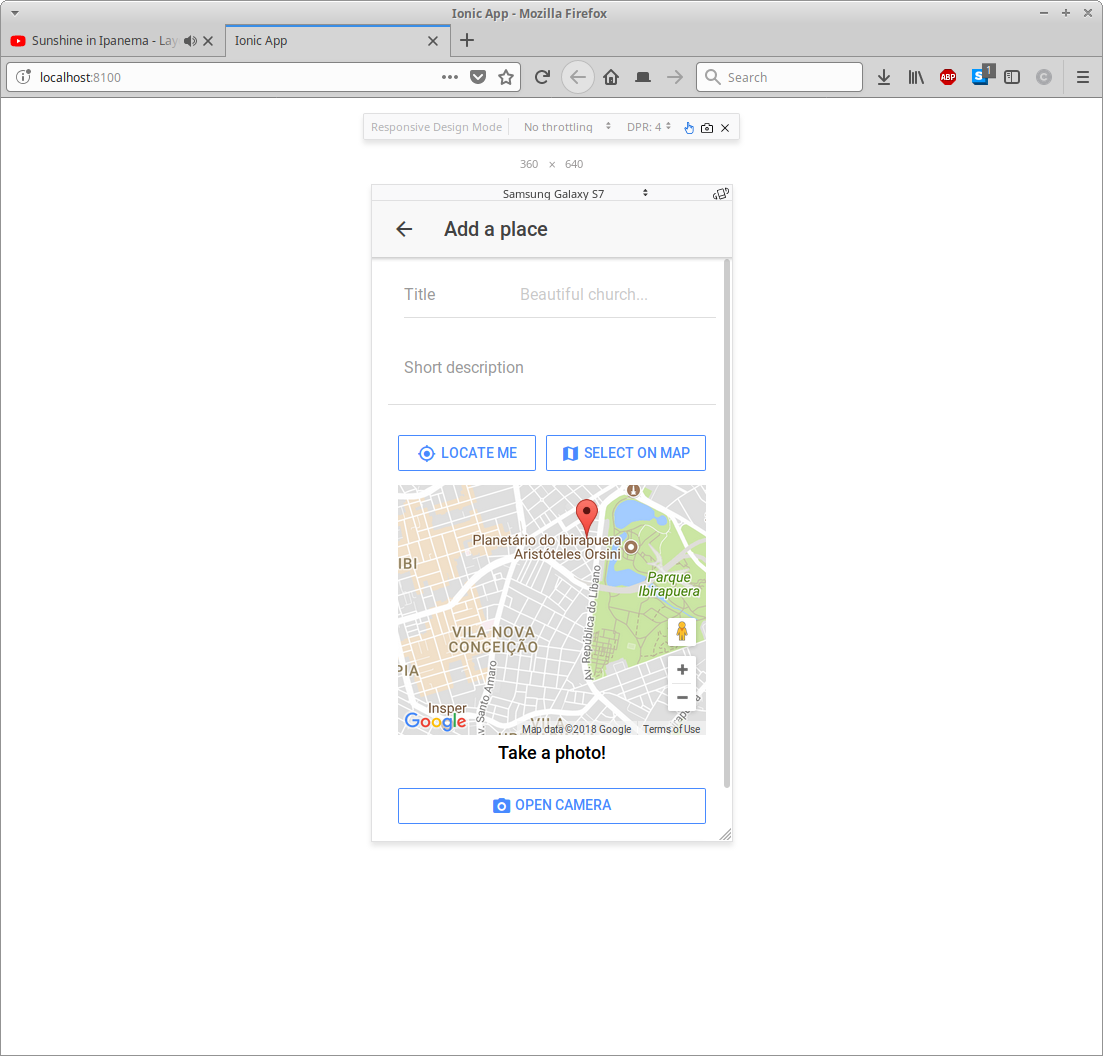 Ionic App - Mozilla Firefox
Sunshine in Ipanema - Lay
Ionic App
localhost:8100
Search
ABP
S
1
C
Responsive Design Mode
No throttling
DPR: 4
360 × 640
Samsung Galaxy S7
Add a place
Title
Beautiful church...
Short description
LOCATE ME
SELECT ON MAP
Planetário do Ibirapuera
Aristóteles Orsini
IBI
Parque
Ibirapuera
Av. República do Líbano
VILA NOVA
CONCEIÇÃO
PIA
Av. Santo Amaro
Insper
Google
VILA
Map data ©2018 Google
Terms of Use
Take a photo!
OPEN CAMERA